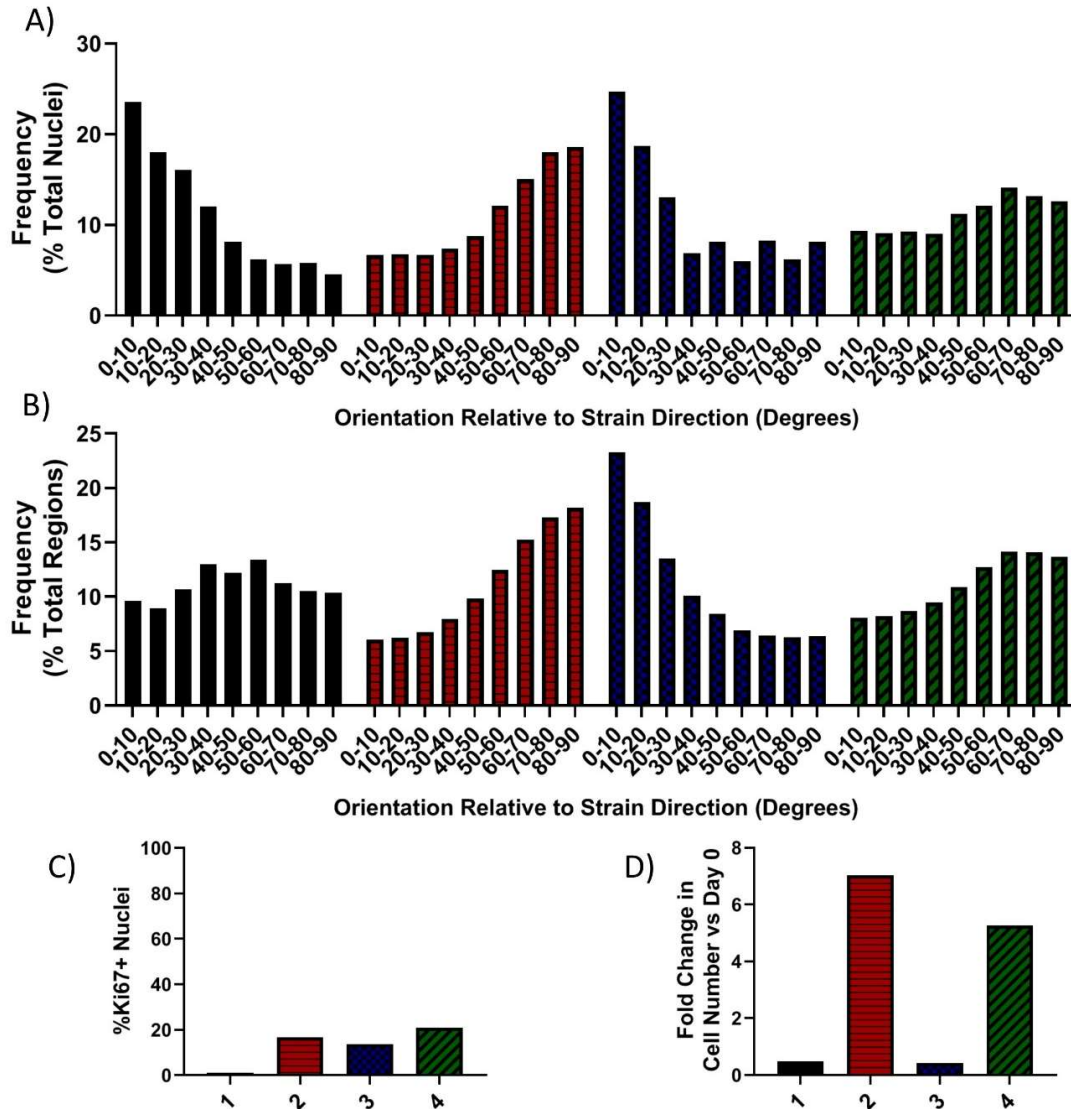 A)
Frequency
(% Total Nuclei)
30
20
10
0
0-10 10-20 20-30 30-40 40-50 50-60 60-70 70-80 80-90 0-10 10-20 20-30 30-40 40-50 50-60 60-70 70-80 80-90 0-10 10-20 20-30 30-40 40-50 50-60 60-70 70-80 80-90 0-10 10-20 20-30 30-40 40-50 50-60 60-70 70-80 80-90
Orientation Relative to Strain Direction (Degrees)
B)
Frequency
(% Total Regions)
25
20
15
10
5
0
0-10 10-20 20-30 30-40 40-50 50-60 60-70 70-80 80-90 0-10 10-20 20-30 30-40 40-50 50-60 60-70 70-80 80-90 0-10 10-20 20-30 30-40 40-50 50-60 60-70 70-80 80-90 0-10 10-20 20-30 30-40 40-50 50-60 60-70 70-80 80-90
Orientation Relative to Strain Direction (Degrees)
C)
%Ki67+ Nuclei
100
80
60
40
20
0
1 2 3 4
D)
Fold Change in
Cell Number vs Day 0
8
6
4
2
0
1 2 3 4